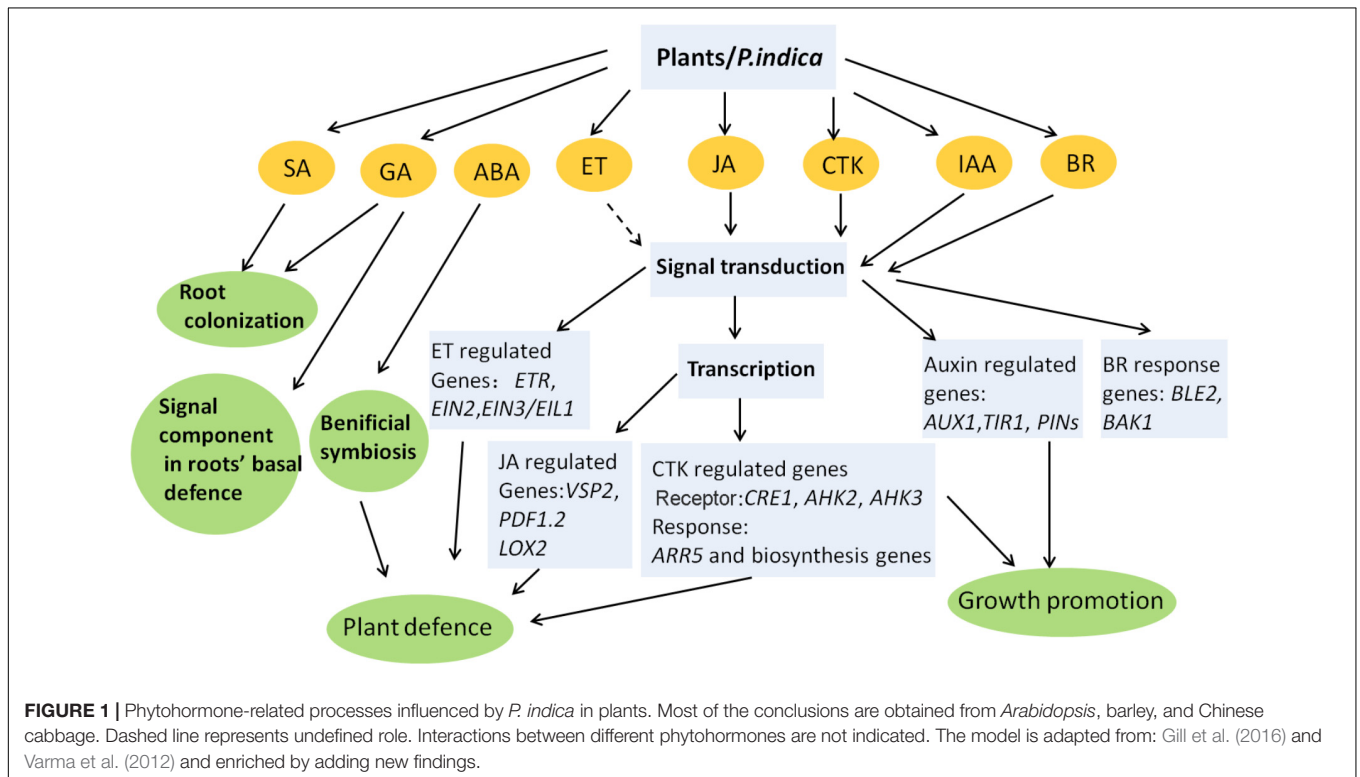 Plants/P.indica
SA
GA
ABA
ET
JA
CTK
IAA
BR
Signal transduction
Root
colonization
Signal
component
in roots' basal
defence
Benificial
symbiosis
ET regulated
Genes： ETR,
EIN2,EIN3/EIL1
Transcription
Auxin regulated
genes:
AUX1,TIR1, PINs
BR response
genes: BLE2,
BAK1
JA regulated
Genes:VSP2,
PDF1.2
LOX2
CTK regulated genes
Receptor:CRE1, AHK2, AHK3
Response:
ARR5 and biosynthesis genes
Plant defence
Growth promotion
FIGURE 1 | Phytohormone-related processes influenced by P. indica in plants. Most of the conclusions are obtained from Arabidopsis, barley, and Chinese
cabbage. Dashed line represents undefined role. Interactions between different phytohormones are not indicated. The model is adapted from: Gill et al. (2016) and
Varma et al. (2012) and enriched by adding new findings.